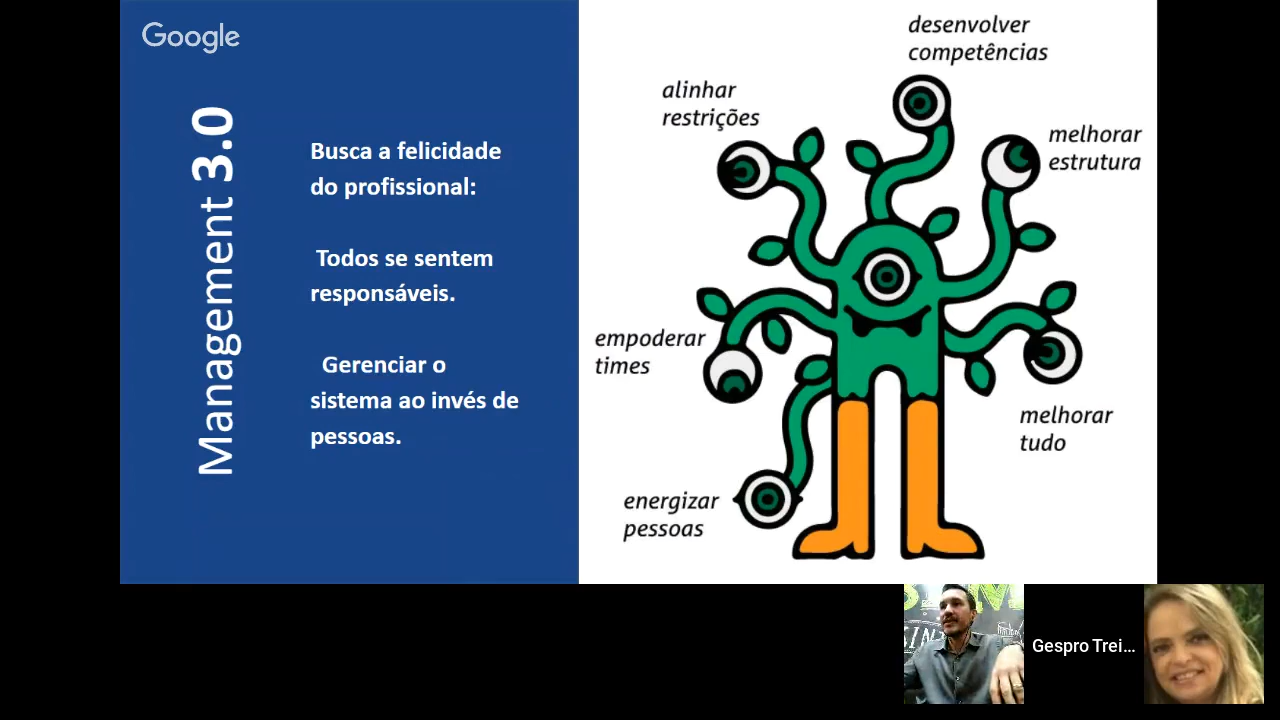 Google
Management 3.0
Busca a felicidade
do profissional:
Todos se sentem
responsáveis.
Gerenciar o
sistema ao invés de
pessoas.
desenvolver
competências
alinhar
restrições
melhorar
estrutura
empoderar
times
melhorar
tudo
energizar
pessoas
Gespro Trei...